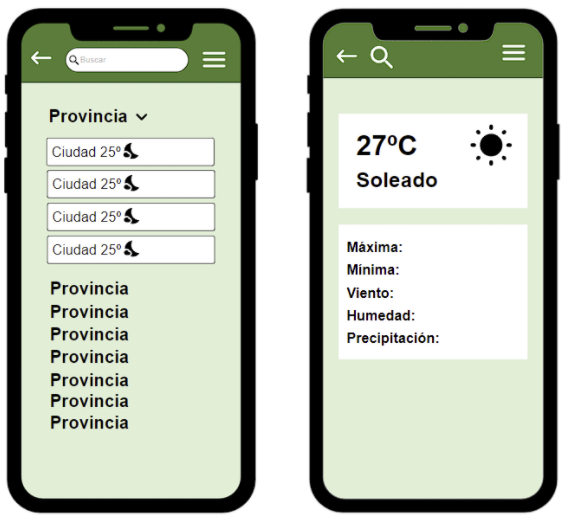 Buscar
Provincia
Ciudad 25º
Ciudad 25º
Ciudad 25º
Ciudad 25º
Provincia
Provincia
Provincia
Provincia
Provincia
Provincia
Provincia
27ºC
Soleado
Máxima:
Mínima:
Viento:
Humedad:
Precipitación: